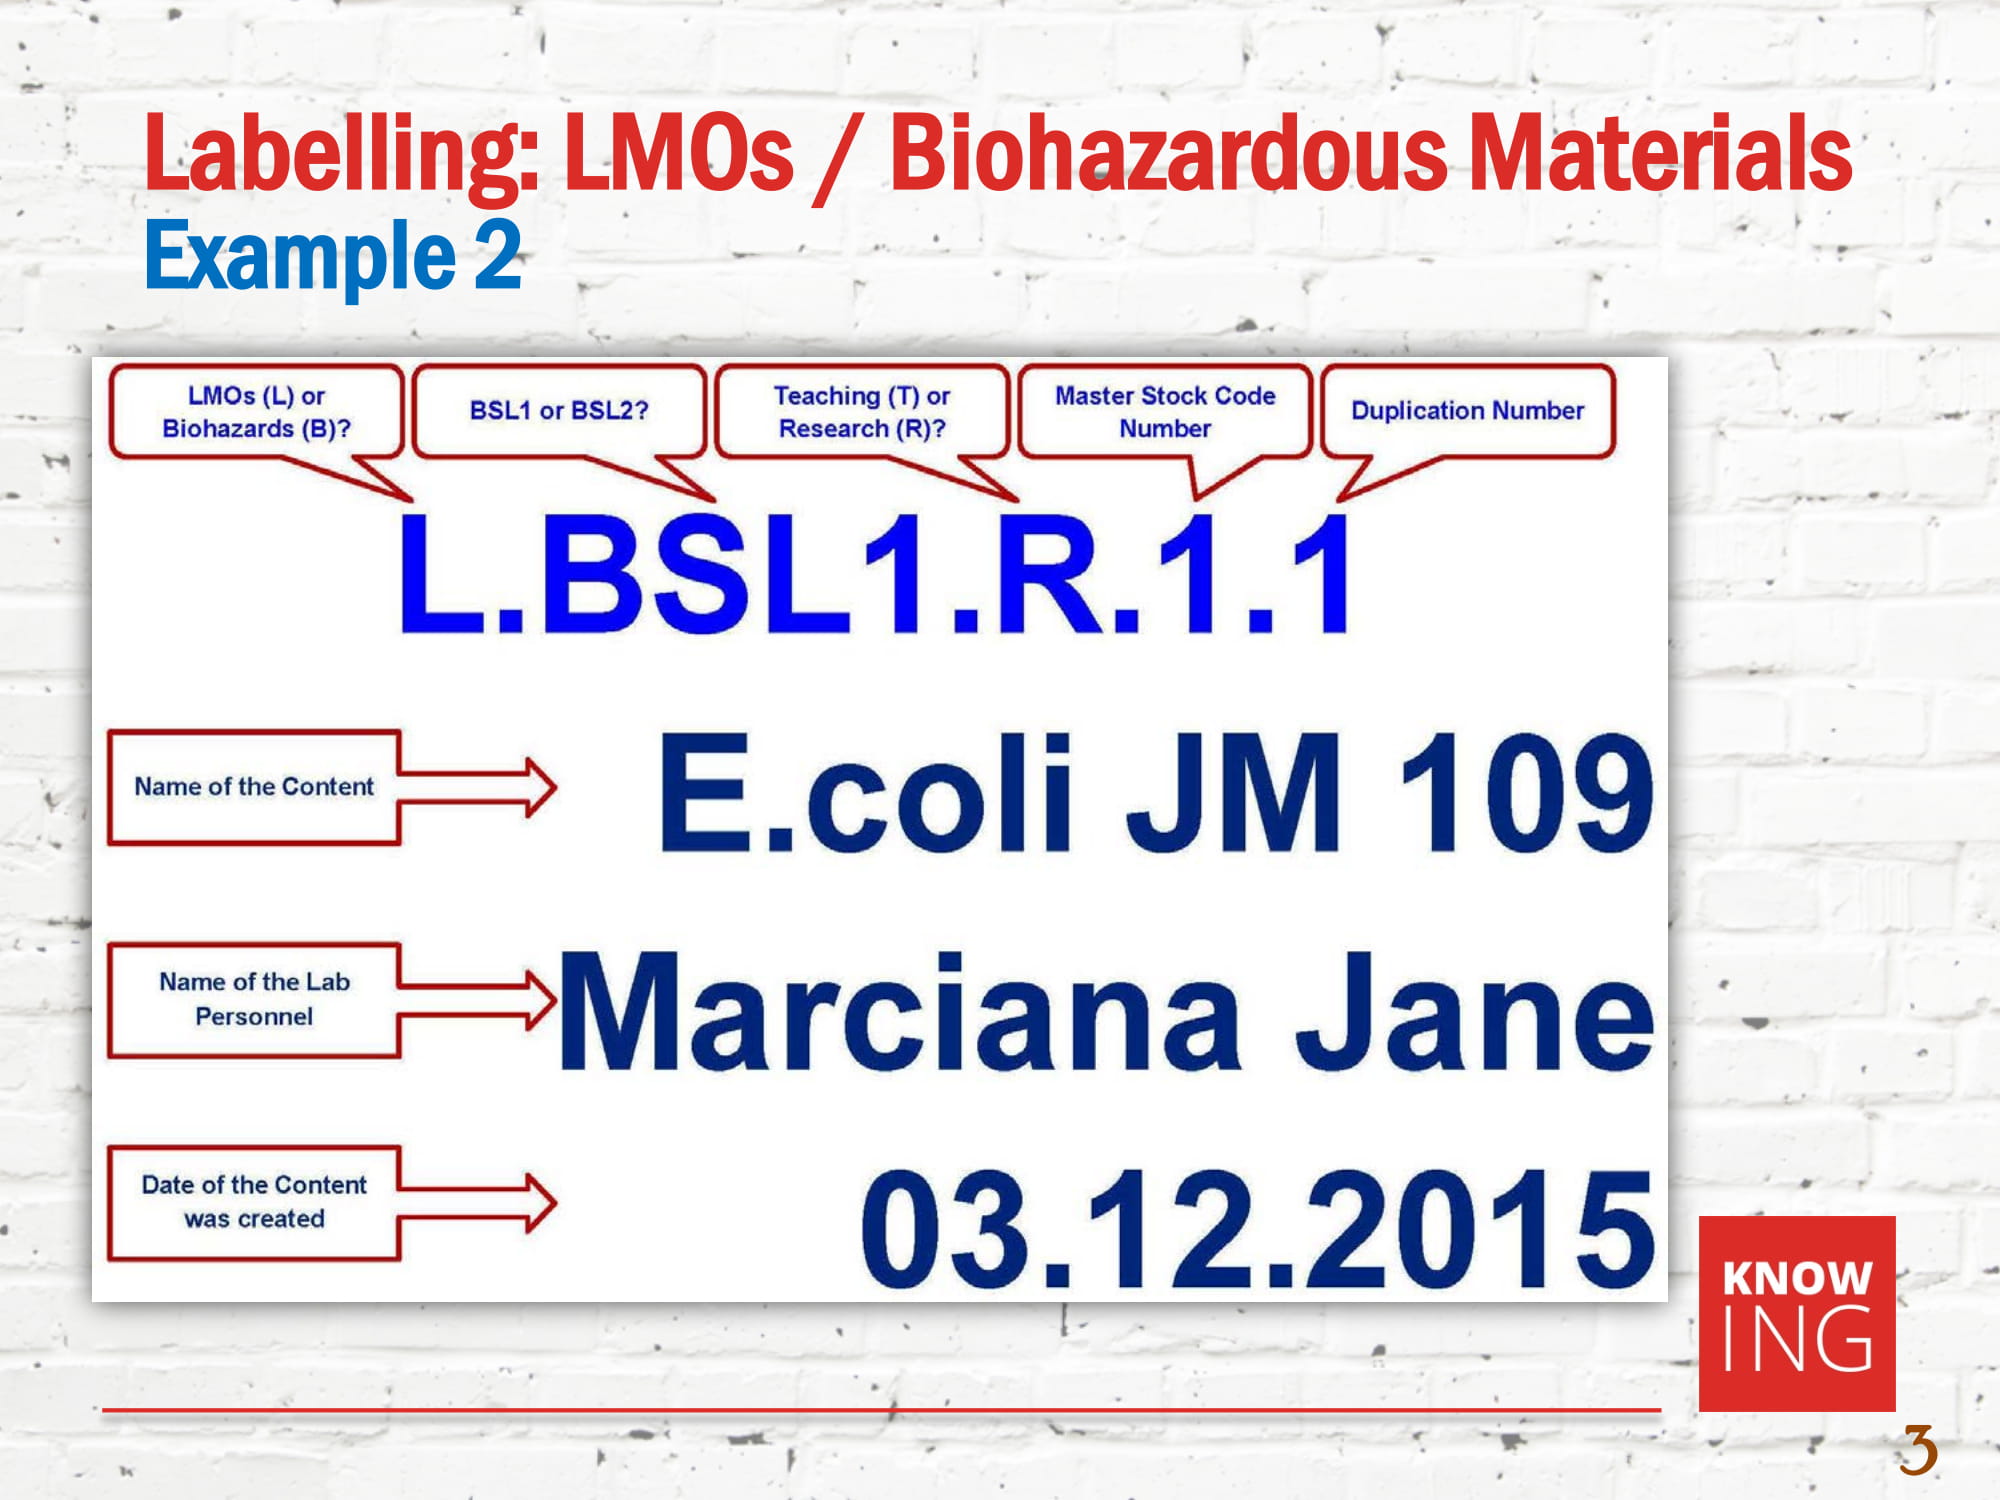 Labelling: LMOs / Biohazardous Materials
Example 2
LMOs (L) or
Biohazards (B)?
BSL1 or BSL2?
Teaching (T) or
Research (R)?
Master Stock Code
Number
Duplication Number
L.BSL1.R.1.1
Name of the Content
E.coli JM 109
Name of the Lab
Personnel
Marciana Jane
Date of the Content
was created
03.12.2015
KNOW
ING
3